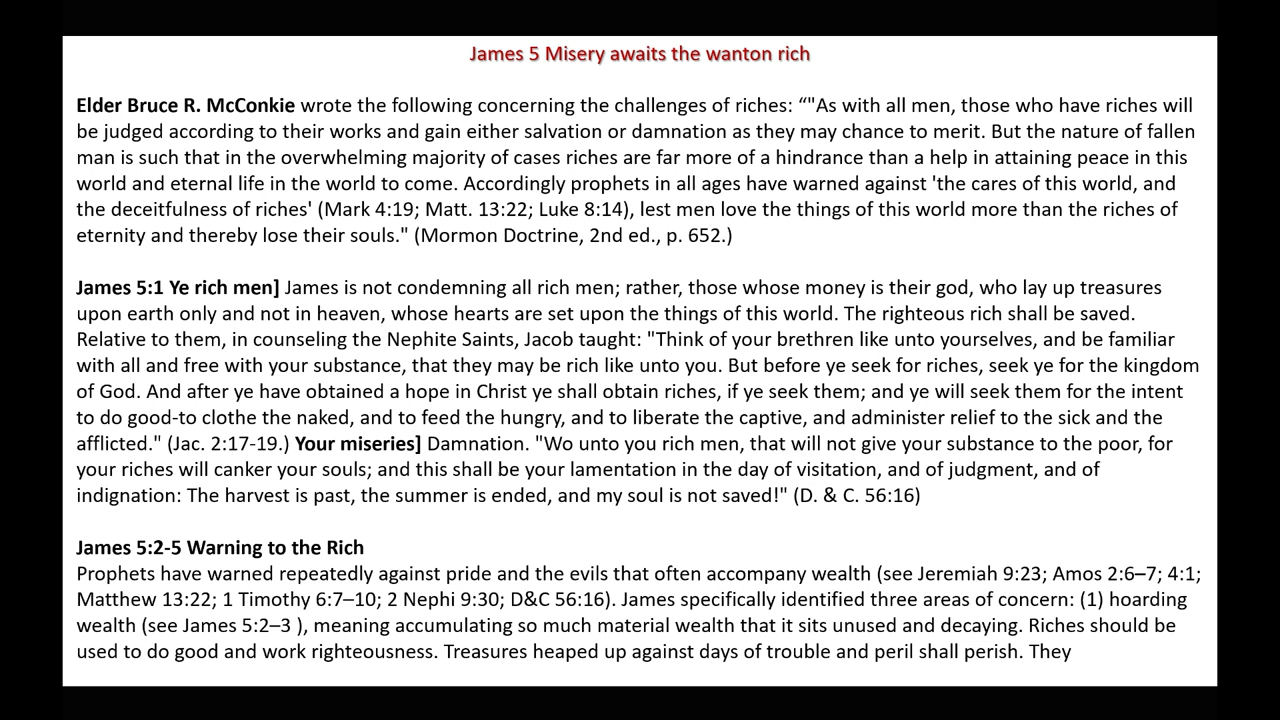 James 5 Misery awaits the wanton rich
Elder Bruce R. McConkie wrote the following concerning the challenges of riches: “"As with all men, those who have riches will
be judged according to their works and gain either salvation or damnation as they may chance to merit. But the nature of fallen
man is such that in the overwhelming majority of cases riches are far more of a hindrance than a help in attaining peace in this
world and eternal life in the world to come. Accordingly prophets in all ages have warned against 'the cares of this world, and
the deceitfulness of riches' (Mark 4:19; Matt. 13:22; Luke 8:14), lest men love the things of this world more than the riches of
eternity and thereby lose their souls." (Mormon Doctrine, 2nd ed., p. 652.)
James 5:1 Ye rich men] James is not condemning all rich men; rather, those whose money is their god, who lay up treasures
upon earth only and not in heaven, whose hearts are set upon the things of this world. The righteous rich shall be saved.
Relative to them, in counseling the Nephite Saints, Jacob taught: "Think of your brethren like unto yourselves, and be familiar
with all and free with your substance, that they may be rich like unto you. But before ye seek for riches, seek ye for the kingdom
of God. And after ye have obtained a hope in Christ ye shall obtain riches, if ye seek them; and ye will seek them for the intent
to do good-to clothe the naked, and to feed the hungry, and to liberate the captive, and administer relief to the sick and the
afflicted." (Jac. 2:17-19.) Your miseries] Damnation. "Wo unto you rich men, that will not give your substance to the poor, for
your riches will canker your souls; and this shall be your lamentation in the day of visitation, and of judgment, and of
indignation: The harvest is past, the summer is ended, and my soul is not saved!" (D. & C. 56:16)
James 5:2-5 Warning to the Rich
Prophets have warned repeatedly against pride and the evils that often accompany wealth (see Jeremiah 9:23; Amos 2:6–7; 4:1;
Matthew 13:22; 1 Timothy 6:7–10; 2 Nephi 9:30; D&C 56:16). James specifically identified three areas of concern: (1) hoarding
wealth (see James 5:2–3 ), meaning accumulating so much material wealth that it sits unused and decaying. Riches should be
used to do good and work righteousness. Treasures heaped up against days of trouble and peril shall perish. They